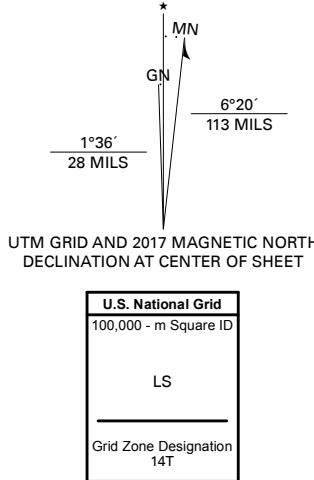 ★
MN
GN
6°20´
113 MILS
1°36´
28 MILS
UTM GRID AND 2017 MAGNETIC NORTH
DECLINATION AT CENTER OF SHEET
U.S. National Grid
100,000 - m Square ID
LS
Grid Zone Designation
14T